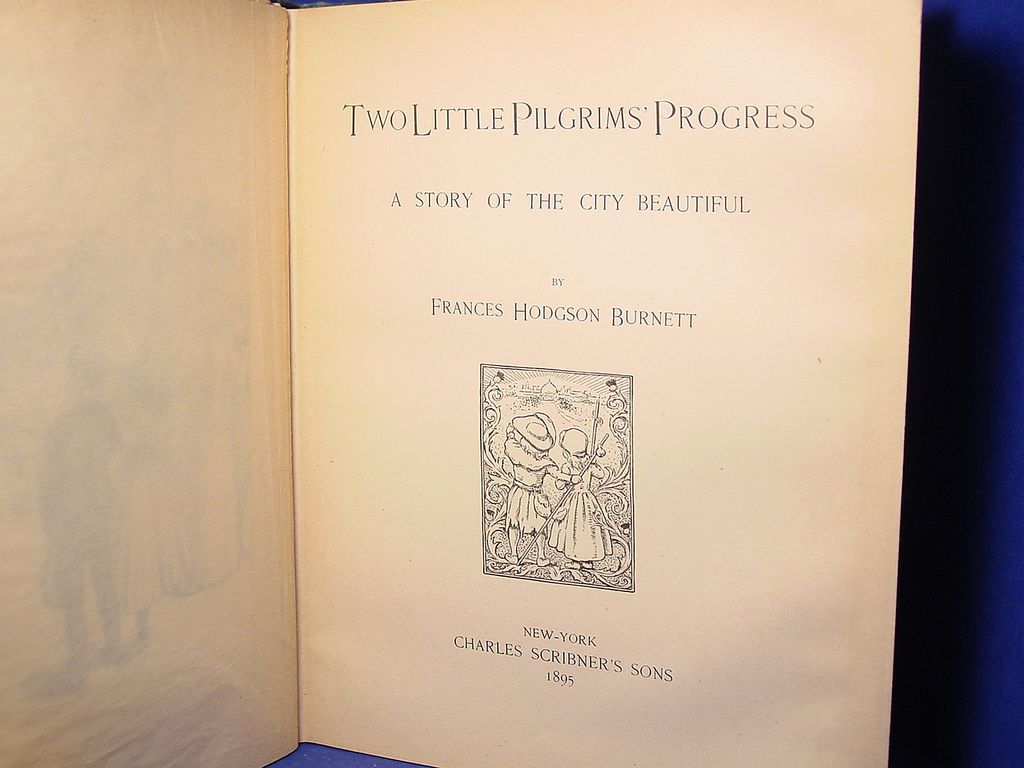 TWO LITTLE PILGRIMS' PROGRESS
A STORY OF THE CITY BEAUTIFUL
BY
FRANCES HODGSON BURNETT
NEW-YORK
CHARLES SCRIBNER'S SONS
1895